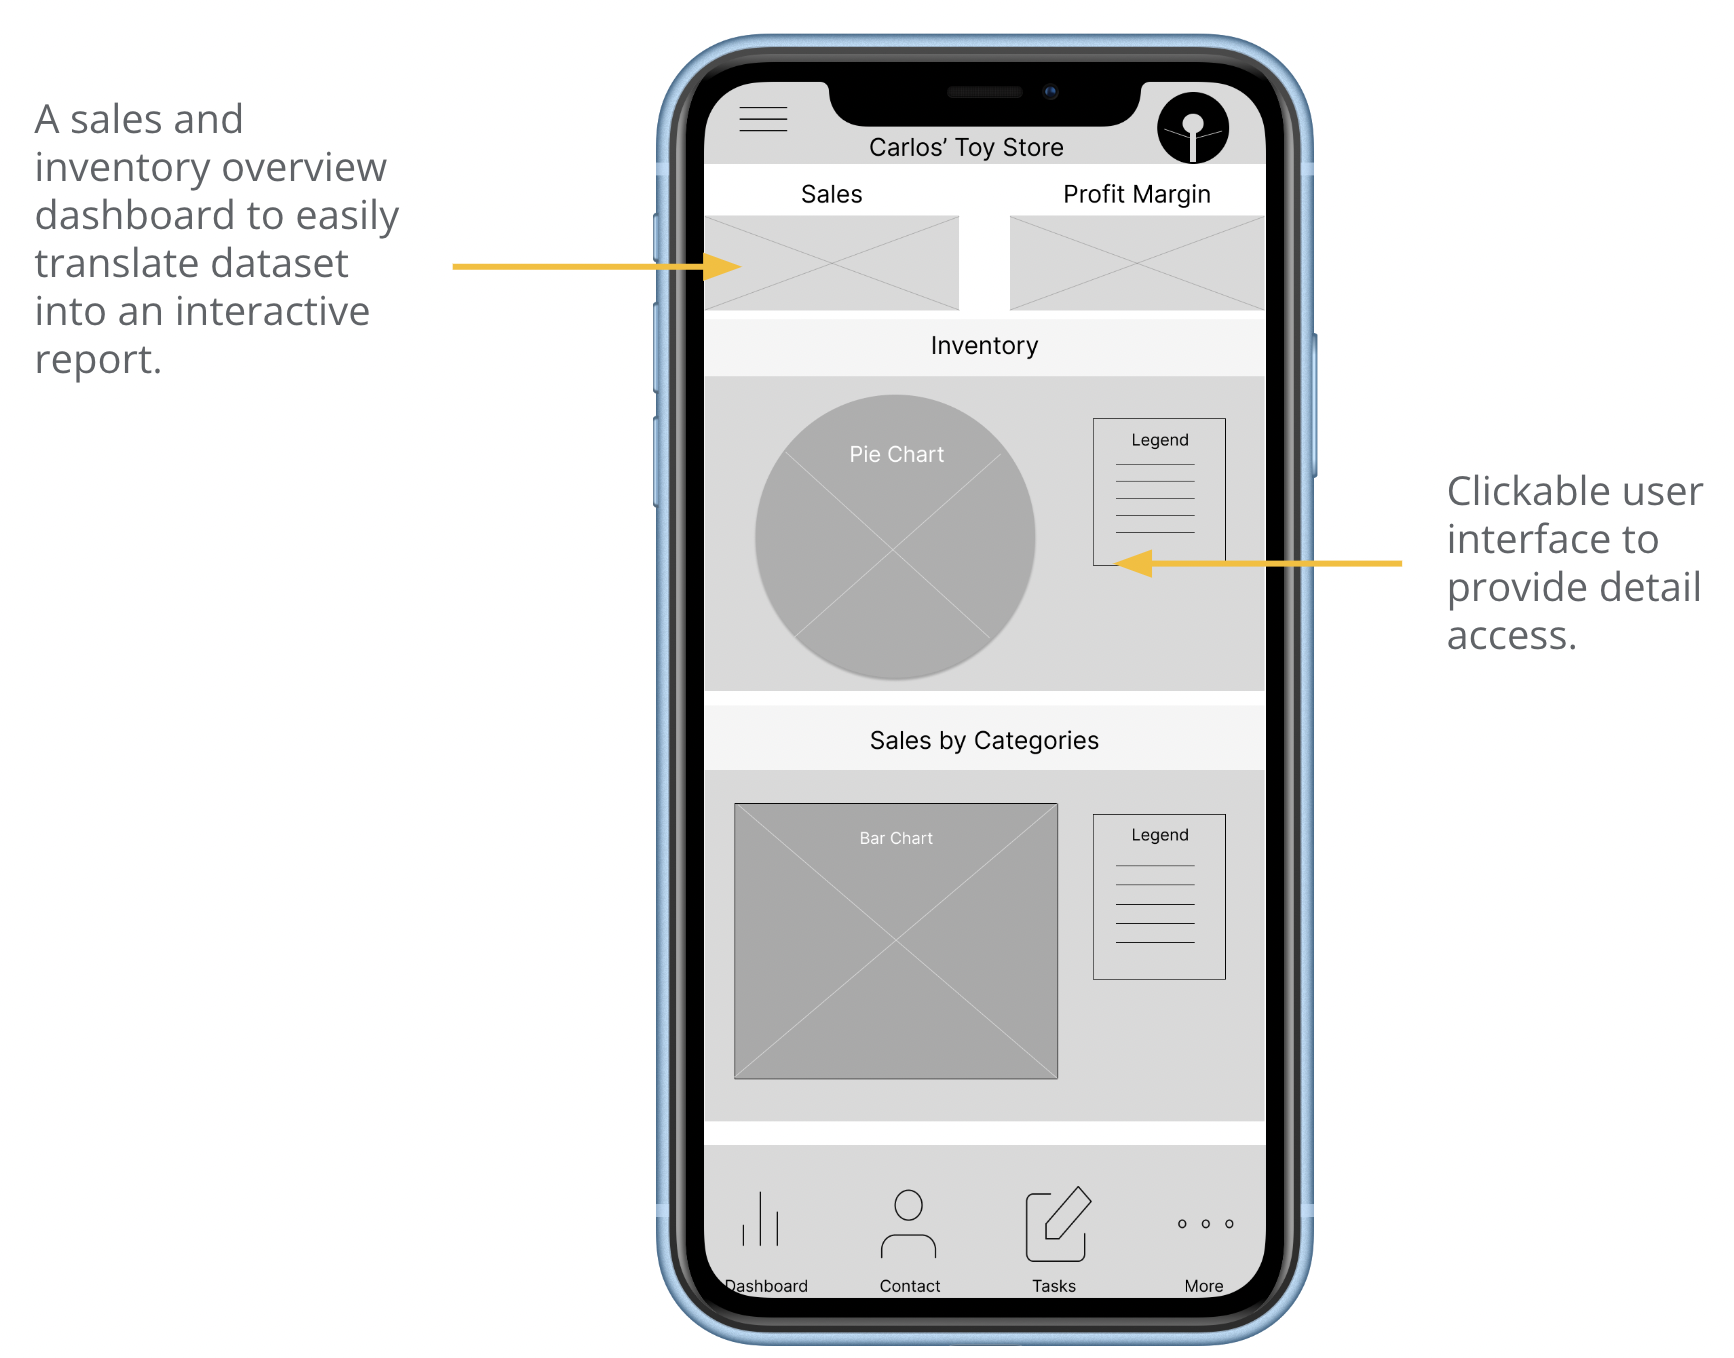 A sales and
inventory overview
dashboard to easily
translate dataset
into an interactive
report.
Carlos’ Toy Store
Sales
Profit Margin
Inventory
Pie Chart
Legend
Clickable user
interface to
provide detail
access.
Sales by Categories
Bar Chart
Legend
Dashboard
Contact
Tasks
More